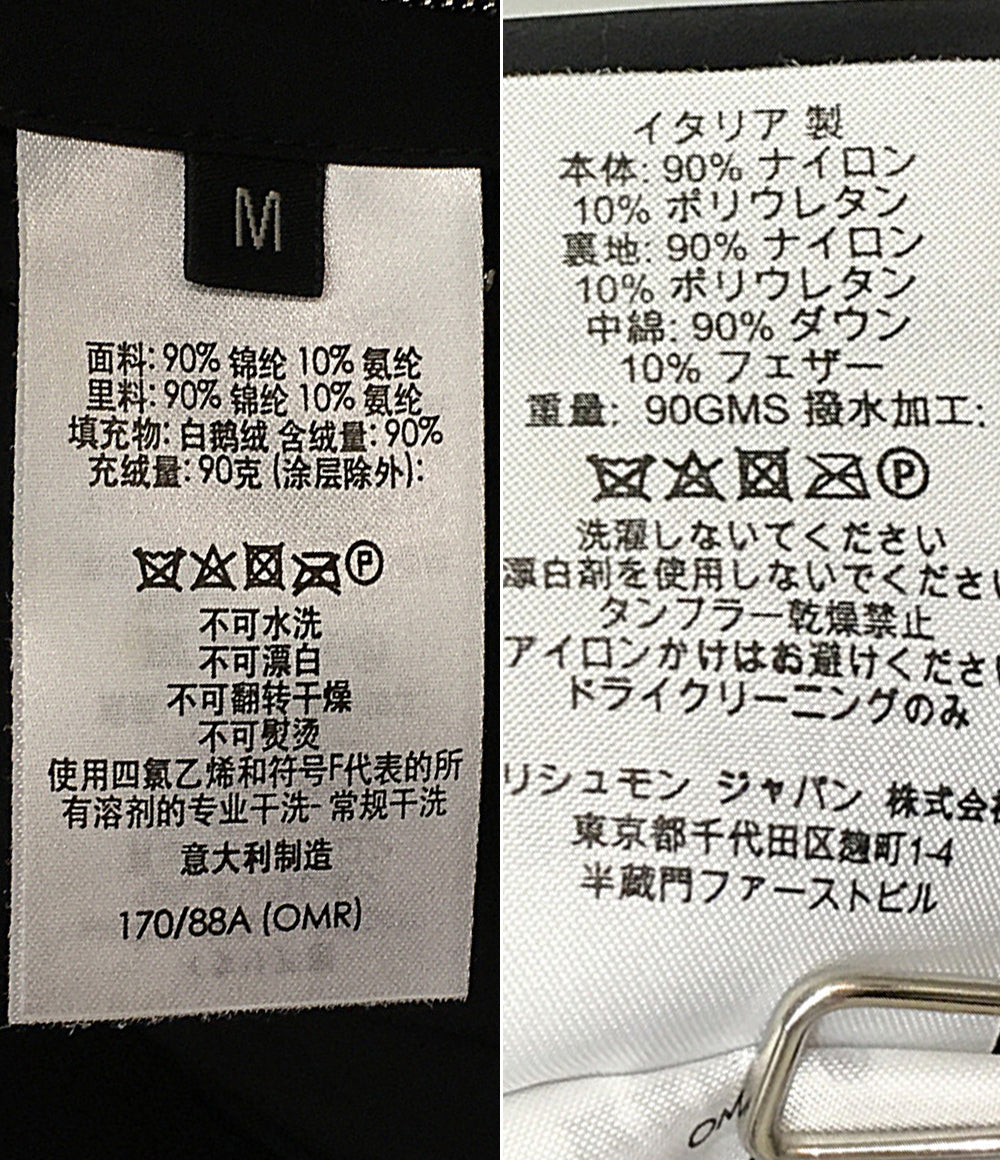 M
面料: 90% 锦纶 10% 氨纶
里料: 90% 锦纶 10% 氨纶
填充物: 白鹅绒 含绒量: 90%
充绒量: 90克 (涂层除外):
P
不可水洗
不可漂白
不可翻转干燥
不可熨烫
使用四氯乙烯和符号F代表的所
有溶剂的专业干洗- 常规干洗
意大利制造
170/88A (OMR)
イタリア 製
本体: 90% ナイロン
10% ポリウレタン
裏地: 90% ナイロン
10% ポリウレタン
中綿: 90% ダウン
10% フェザー
重量: 90GMS 撥水加工:
P
洗濯しないてください
漂白剤を使用しないでくださ
タンフラー乾燥禁止
アイロンかけはお避けくださ
ドライクリーニングのみ
リシュモン ジャパン 株式会
東京都千代田区麹町1-4
半蔵門ファーストビル
OM